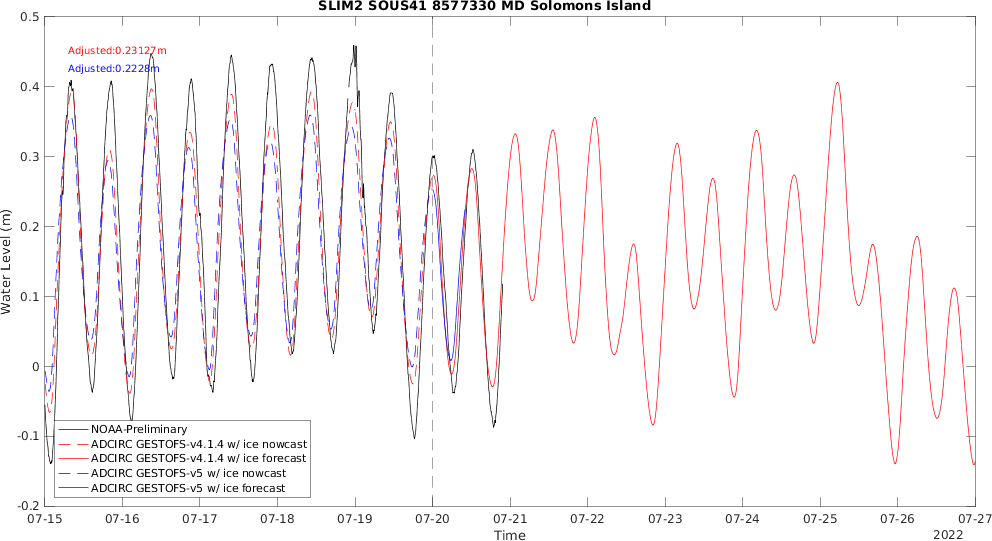 SLIM2 SOUS41 8577330 MD Solomons Island
Adjusted:0.23127m
Adjusted:0.2228m
Water Level (m)
0.5
0.4
0.3
0.2
0.1
0
-0.1
-0.2
NOAA-Preliminary
ADCIRC GESTOFS-v4.1.4 w/ ice nowcast
ADCIRC GESTOFS-v4.1.4 w/ ice forecast
ADCIRC GESTOFS-v5 w/ ice nowcast
ADCIRC GESTOFS-v5 w/ ice forecast
07-15 07-16 07-17 07-18 07-19 07-20 07-21 07-22 07-23 07-24 07-25 07-26 07-27
Time
2022